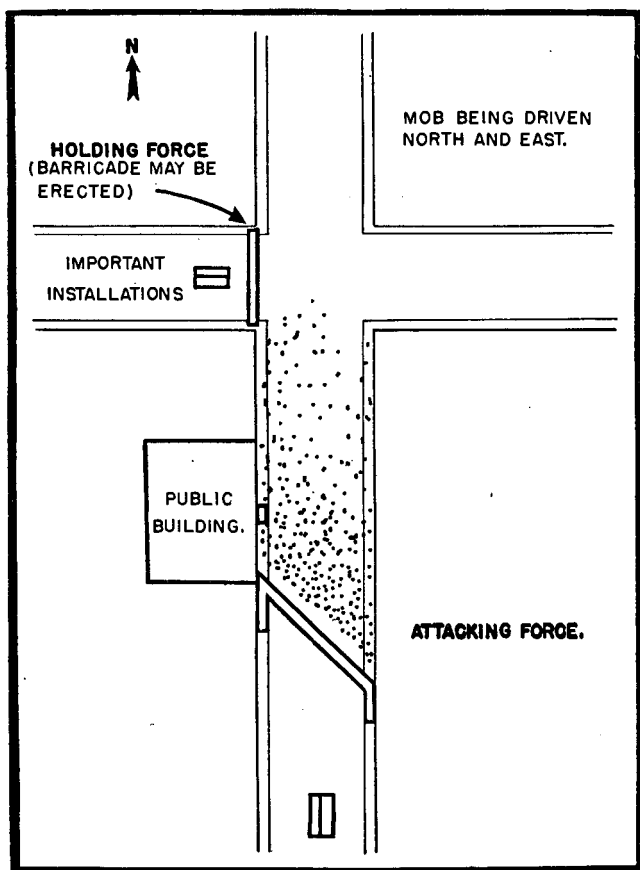 N
MOB BEING DRIVEN
NORTH AND EAST.
HOLDING FORCE
(BARRICADE MAY BE
ERECTED)
IMPORTANT
INSTALLATIONS
PUBLIC
BUILDING.
ATTACKING FORCE.